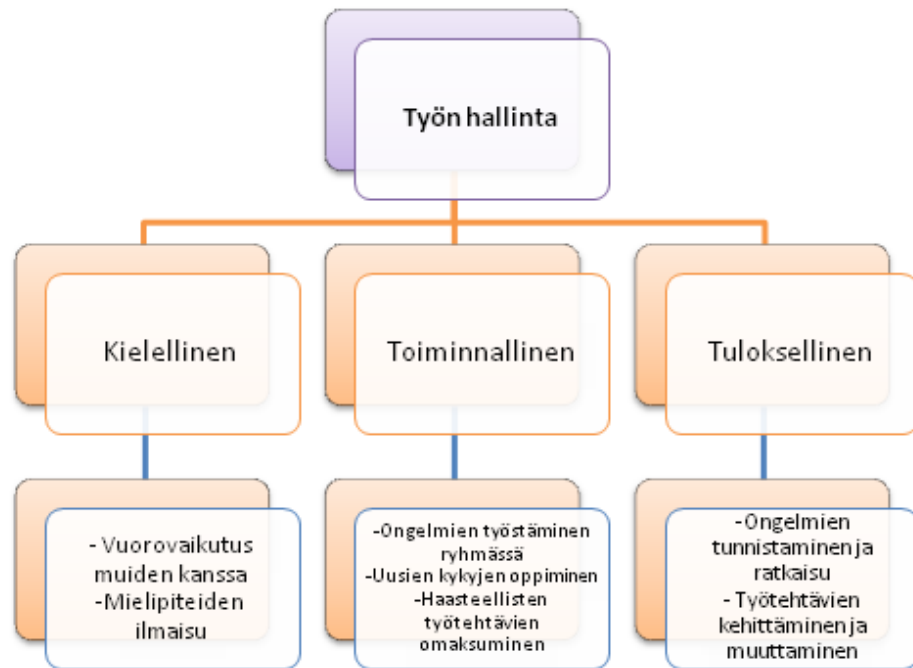 Työn hallinta
Kielellinen
Toiminnallinen
Tuloksellinen
- Vuorovaikutus
muiden kanssa
-Mielipiteiden
ilmaisu
-Ongelmien työstäminen
ryhmässä
-Uusien kykyjen oppiminen
-Haasteellisten
työtehtävien
omaksuminen
-Ongelmien
tunnistaminen ja
ratkaisu
- Työtehtävien
kehittäminen ja
muuttaminen